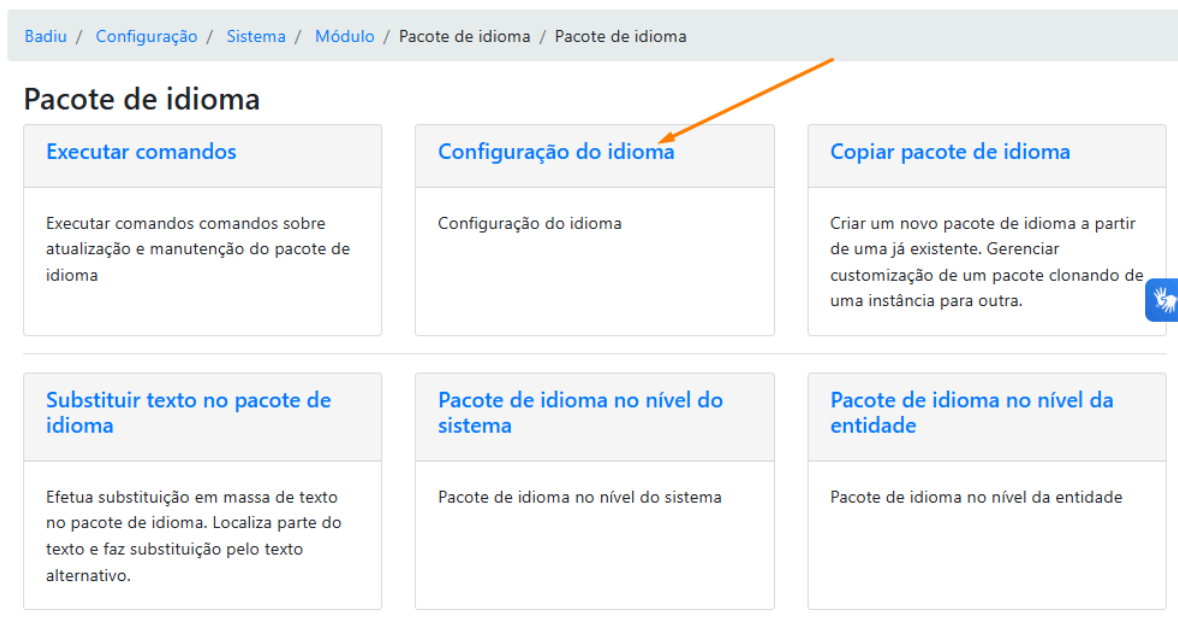 Badiu / Configuração / Sistema / Módulo / Pacote de idioma / Pacote de idioma
Pacote de idioma
Executar comandos
Executar comandos comandos sobre
atualização e manutenção do pacote de
idioma
Configuração do idioma
Configuração do idioma
Copiar pacote de idioma
Criar um novo pacote de idioma a partir
de uma já existente. Gerenciar
customização de um pacote clonando de
uma instância para outra.
Substituir texto no pacote de
idioma
Efetua substituição em massa de texto
no pacote de idioma. Localiza parte do
texto e faz substituição pelo texto
alternativo.
Pacote de idioma no nível do
sistema
Pacote de idioma no nível do sistema
Pacote de idioma no nível da
entidade
Pacote de idioma no nível da entidade